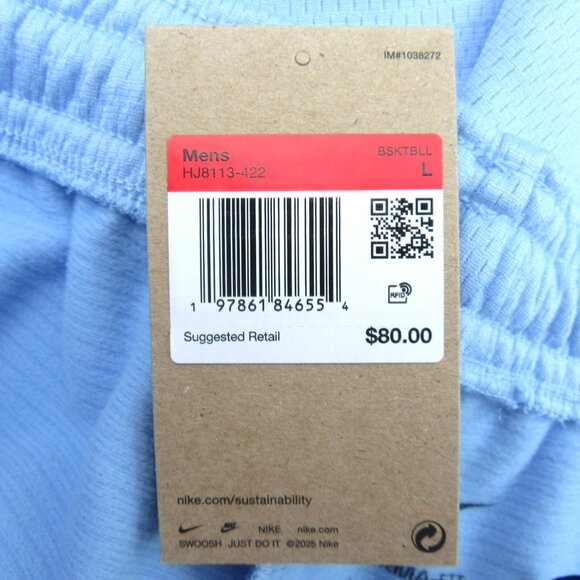 IM#1038272
Mens BSKTBLL
HJ8113-422 L
RFID
1 97861 84655 4
Suggested Retail $80.00
nike.com/sustainability
NIKE nike.com
SWOOSH JUST DO IT ©2025 Nike
L